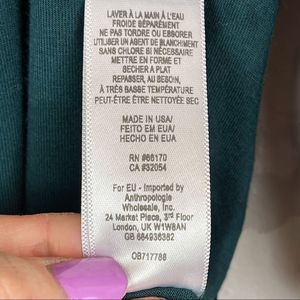 LAVER À LA MAIN À L'EAU
FROIDE SÉPARÉMENT
NE PAS TORDRE OU ESSORER
UTILISER UN AGENT DE BLANCHIMENT
SANS CHLORE SI NÉCESSAIRE
METTRE EN FORME ET
SECHER A PLAT
REPASSER, AU BESOIN,
À TRÈS BASSE TEMPÉRATURE
PEUT-ÊTRE ÊTRE NETTOYÉE SEC
MADE IN USA/
FEITO EM EUA/
HECHO EN EUA
RN #66170
CA #32054
For EU - Imported by
Anthropologie
Wholesale, Inc.
24 Market Place, 3rd Floor
London, UK W1W8AN
GB 664936382
OB717788